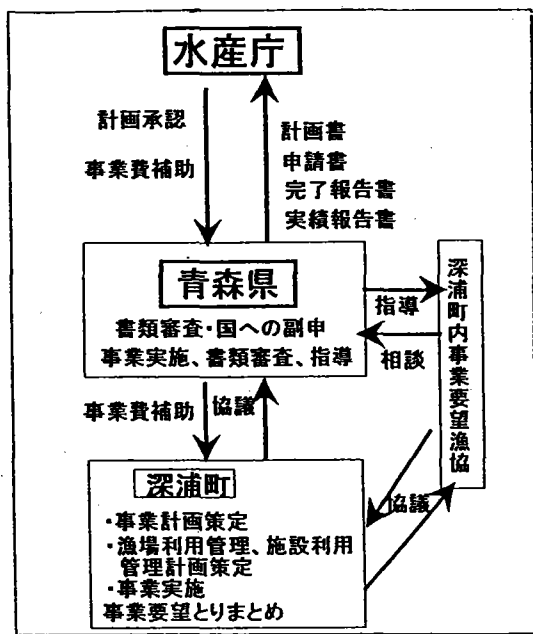 水産庁
計画承認
事業費補助
計画書
申請書
完了報告書
実績報告書
青森県
書類審査・国への副申
事業実施、書類審査、指導
指導
相談
深浦町内事業要望漁協
事業費補助
協議
深浦町
・事業計画策定
・漁場利用管理、施設利用
管理計画策定
・事業実施
事業要望とりまとめ
協議